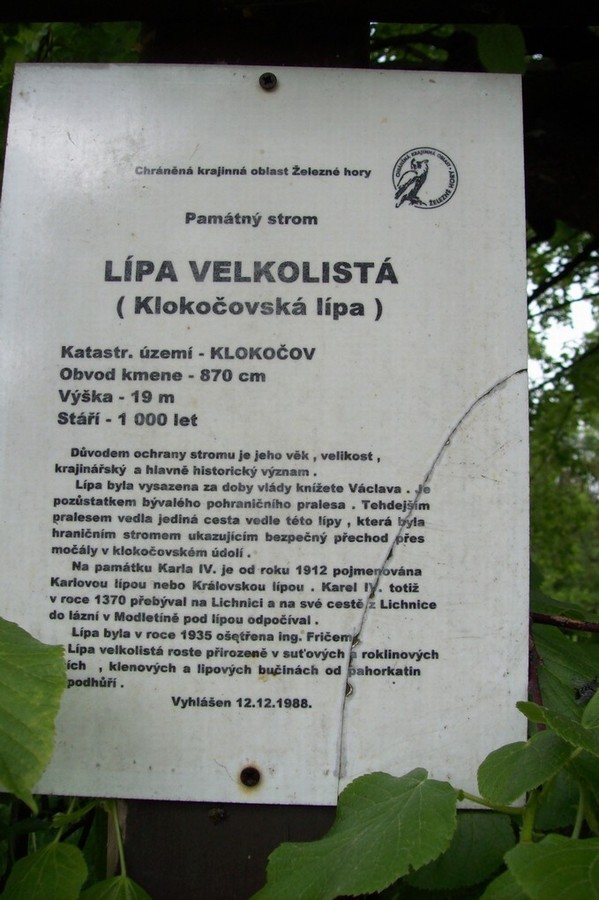 Chráněná krajinná oblast Železné hory
CHRÁNĚNÁ KRAJINNÁ OBLAST
Památný strom
LÍPA VELKOLISTÁ
( Klokočovská lípa )
Katastr. území - KLOKOČOV
Obvod kmene - 870 cm
Výška - 19 m
Stáří - 1 000 let
Důvodem ochrany stromu je jeho věk , velikost ,
krajinářský a hlavně historický význam .
Lípa byla vysazena za doby vlády knížete Václava . Je
pozůstatkem bývalého pohraničního pralesa . Tehdejším
pralesem vedla jediná cesta vedle této lípy , která byla
hraničním stromem ukazujícím bezpečný přechod přes
močály v klokočovském údolí .
Na památku Karla IV. je od roku 1912 pojmenována
Karlovou lípou nebo Královskou lípou . Karel IV. totiž
v roce 1370 přebýval na Lichnici a na své cestě z Lichnice
do lázní v Modletíně pod lípou odpočíval .
Lípa byla v roce 1935 ošetřena ing. Fričem.
Lípa velkolistá roste přirozeně v suťových a roklinových
, klenových a lipových bučinách od pahorkatin
podhůří .
Vyhlášen 12.12.1988.